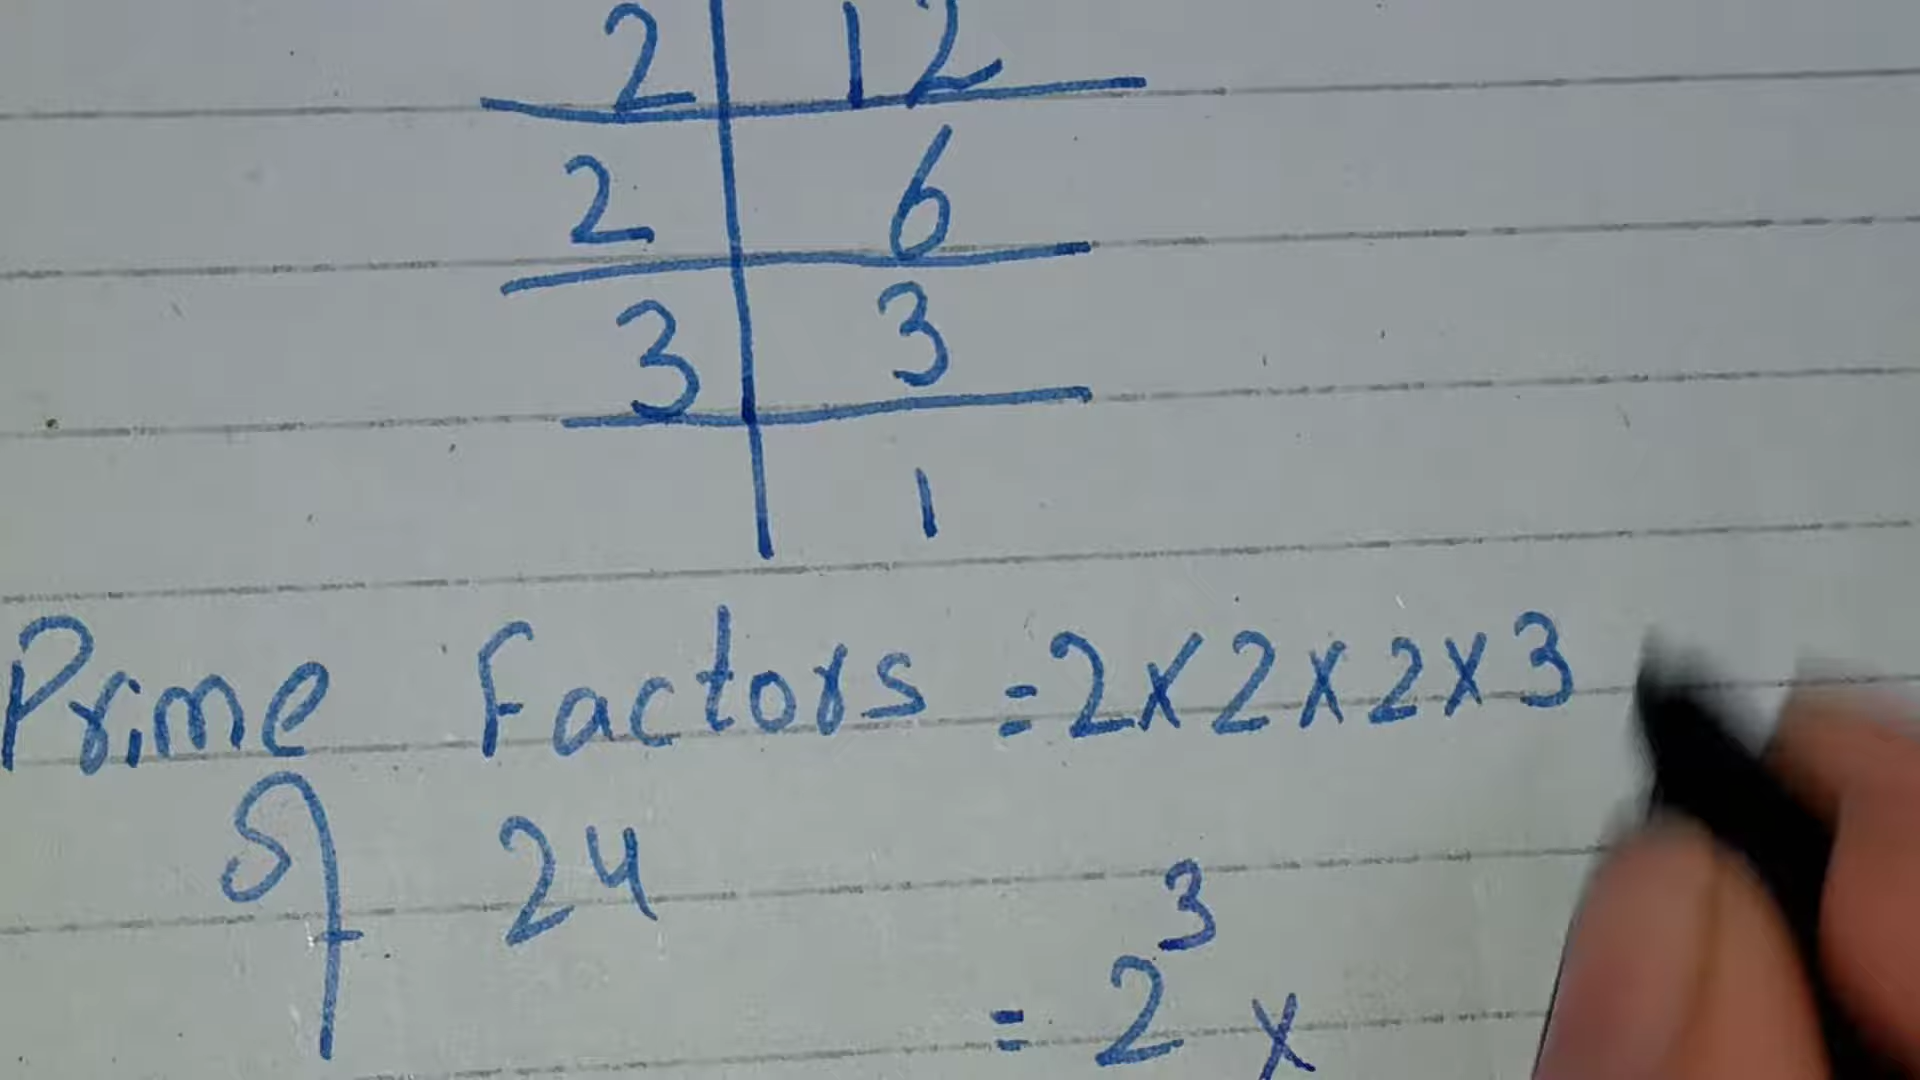 2 | 12
2 | 6
3 | 3
| 1
Prime Factors = 2 x 2 x 2 x 3
of 24
= 2³ x